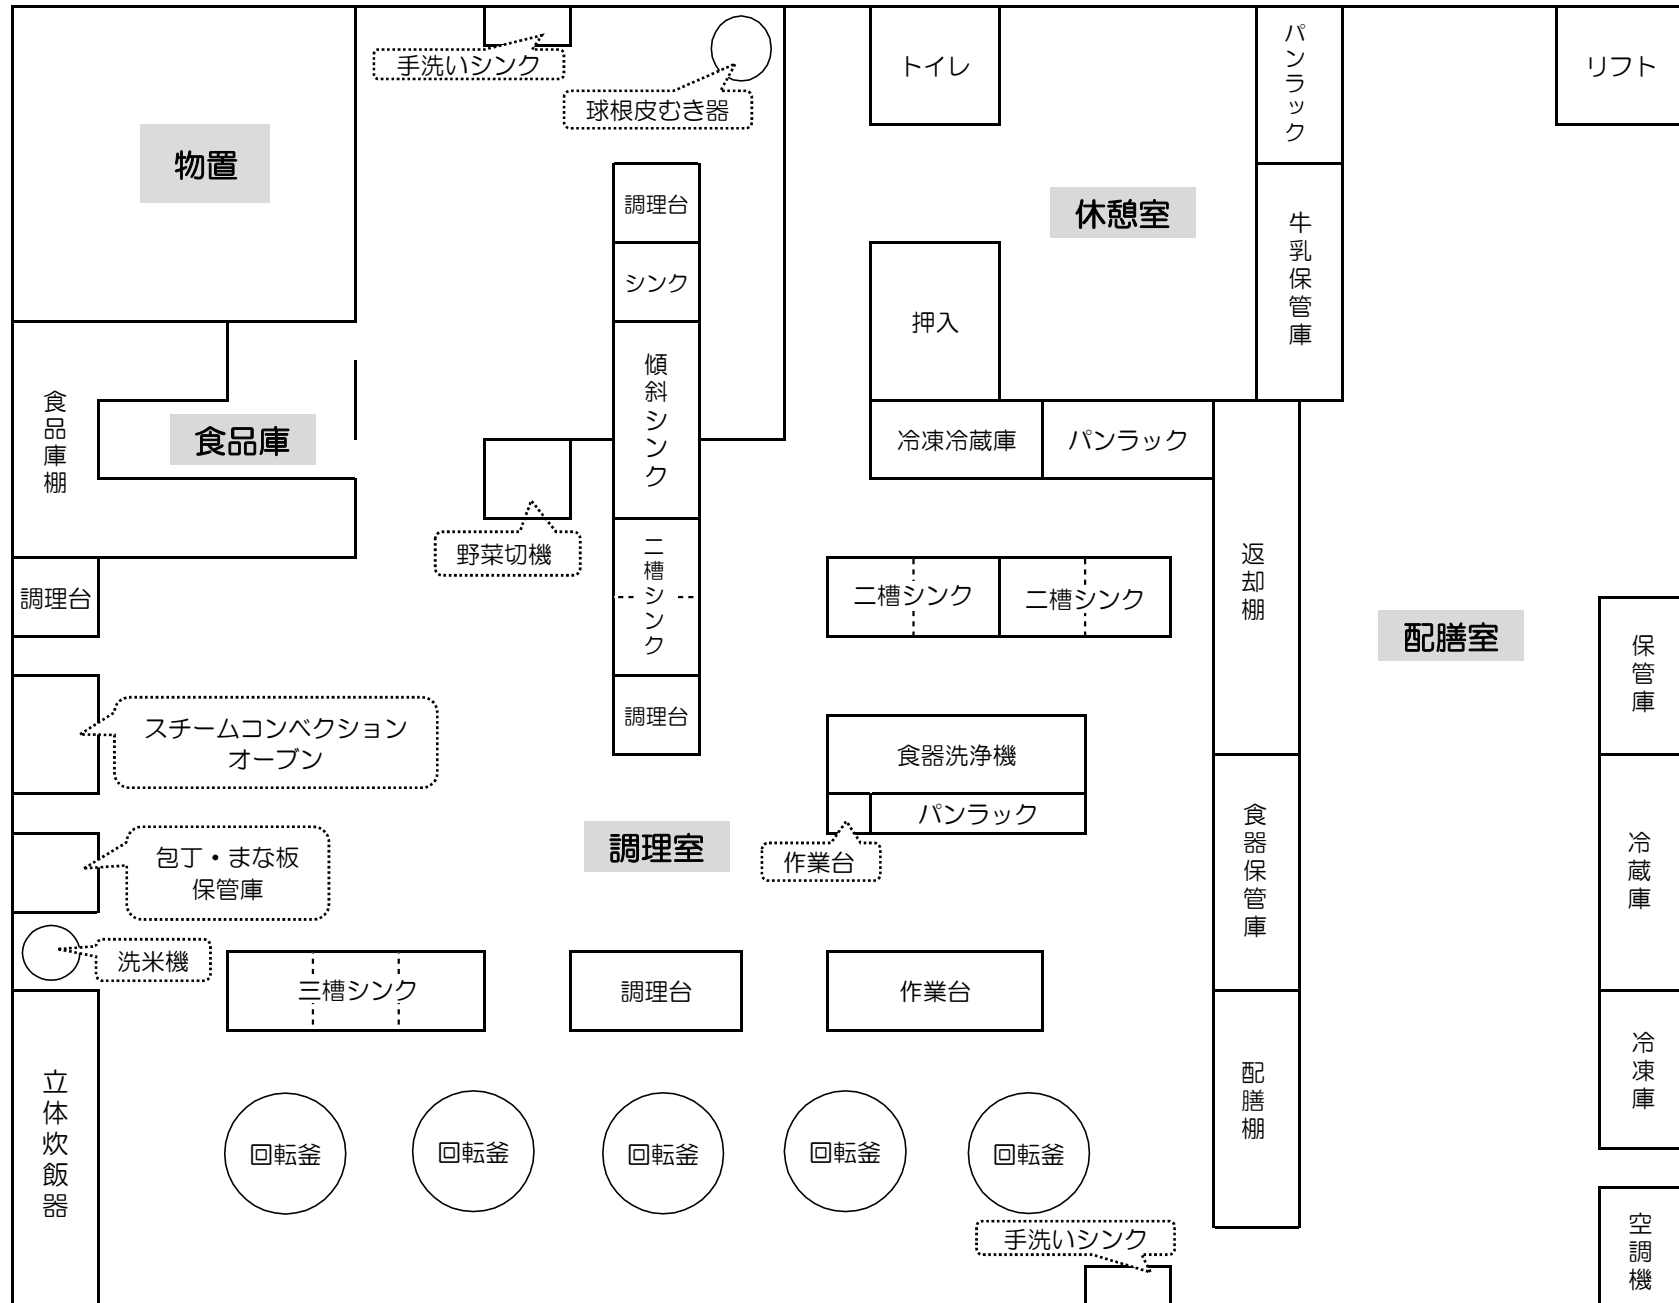 手洗いシンク
球根皮むき器
トイレ
パンラック
リフト
物置
調理台
休憩室
牛乳保管庫
シンク
押入
傾斜シンク
食品庫棚
食品庫
冷凍冷蔵庫
パンラック
野菜切機
二槽シンク
二槽シンク
二槽シンク
返却棚
調理台
配膳室
保管庫
スチームコンベクション
オーブン
調理台
食器洗浄機
パンラック
調理室
作業台
食器保管庫
冷蔵庫
包丁・まな板
保管庫
洗米機
三槽シンク
調理台
作業台
立体炊飯器
配膳棚
冷凍庫
回転釜
回転釜
回転釜
回転釜
回転釜
手洗いシンク
空調機